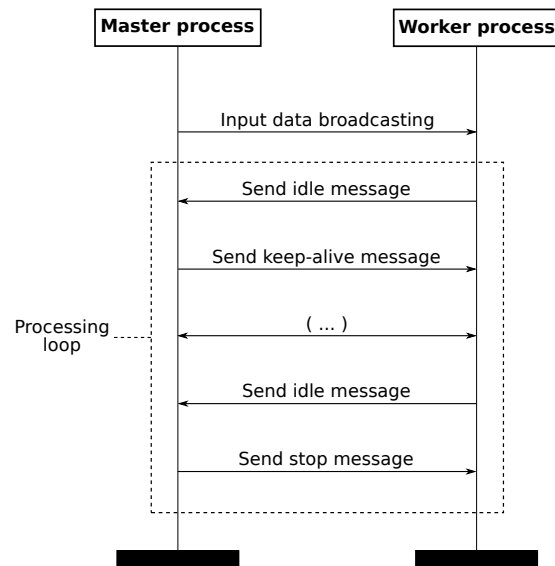 Master process
Worker process
Input data broadcasting
Send idle message
Send keep-alive message
Processing
loop
( ... )
Send idle message
Send stop message